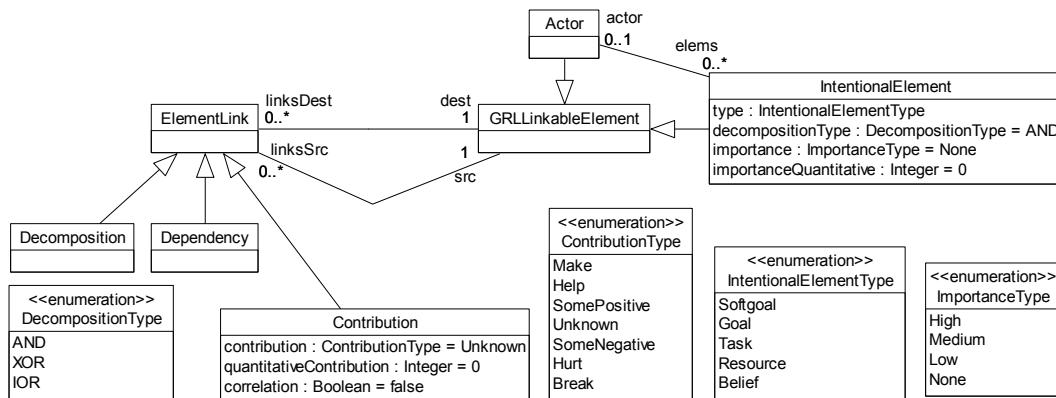 Actor
actor
0..1
elems
0..*
IntentionalElement
type : IntentionalElementType
decompositionType : DecompositionType = AND
importance : ImportanceType = None
importanceQuantitative : Integer = 0
linksDest
0..*
dest
1
ElementLink
GRLLinkableElement
linksSrc
0..*
1
src
Decomposition
Dependency
<<enumeration>>
DecompositionType
AND
XOR
IOR
Contribution
contribution : ContributionType = Unknown
quantitativeContribution : Integer = 0
correlation : Boolean = false
<<enumeration>>
ContributionType
Make
Help
SomePositive
Unknown
SomeNegative
Hurt
Break
<<enumeration>>
IntentionalElementType
Softgoal
Goal
Task
Resource
Belief
<<enumeration>>
ImportanceType
High
Medium
Low
None